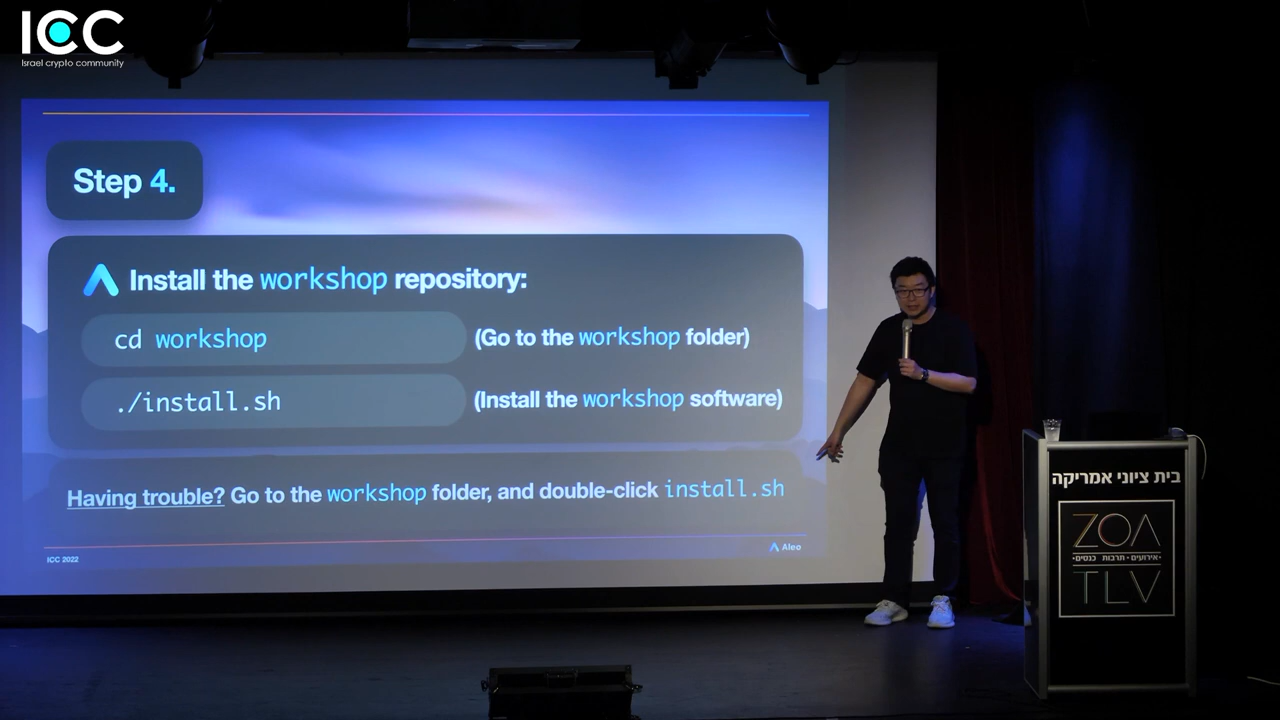 ICC
Israel crypto community
Step 4.
Install the workshop repository:
cd workshop
(Go to the workshop folder)
./install.sh
(Install the workshop software)
Having trouble? Go to the workshop folder, and double-click install.sh
ICC 2022
Aleo
בית ציוני אמריקה
ZOA
•אירועים • תרבות • כנסים•
TLV